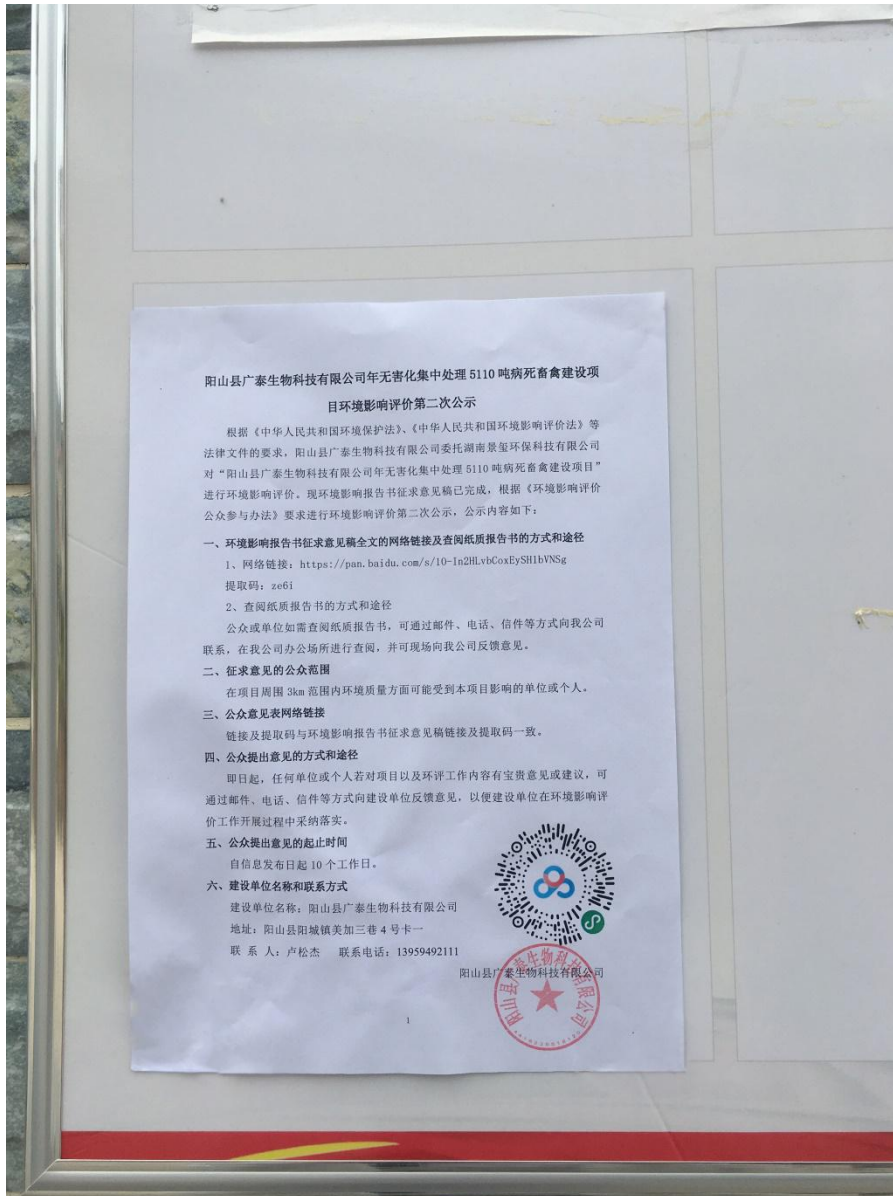 阳山县广泰生物科技有限公司年无害化集中处理 5110 吨病死畜禽建设项
目环境影响评价第二次公示
根据《中华人民共和国环境保护法》、《中华人民共和国环境影响评价法》等
法律文件的要求，阳山县广泰生物科技有限公司委托湖南景玺环保科技有限公司
对“阳山县广泰生物科技有限公司年无害化集中处理 5110 吨病死畜禽建设项目”
进行环境影响评价。现环境影响报告书征求意见稿已完成，根据《环境影响评价
公众参与办法》要求进行环境影响评价第二次公示，公示内容如下：
一、环境影响报告书征求意见稿全文的网络链接及查阅纸质报告书的方式和途径
1、网络链接：https://pan.baidu.com/s/10-In2HLvbCoxEySH1bVNSg
提取码：ze6i
2、查阅纸质报告书的方式和途径
公众或单位如需查阅纸质报告书，可通过邮件、电话、信件等方式向我公司
联系，在我公司办公场所进行查阅，并可现场向我公司反馈意见。
二、征求意见的公众范围
在项目周围 3km 范围内环境质量方面可能受到本项目影响的单位或个人。
三、公众意见表网络链接
链接及提取码与环境影响报告书征求意见稿链接及提取码一致。
四、公众提出意见的方式和途径
即日起，任何单位或个人若对项目以及环评工作内容有宝贵意见或建议，可
通过邮件、电话、信件等方式向建设单位反馈意见，以便建设单位在环境影响评
价工作开展过程中采纳落实。
五、公众提出意见的起止时间
自信息发布日起 10 个工作日。
六、建设单位名称和联系方式
建设单位名称：阳山县广泰生物科技有限公司
地址：阳山县阳城镇美加三巷 4 号卡一
联 系 人：卢松杰 联系电话：13959492111
阳山县广泰生物科技有限公司
阳山县广泰生物科技有限公司
1